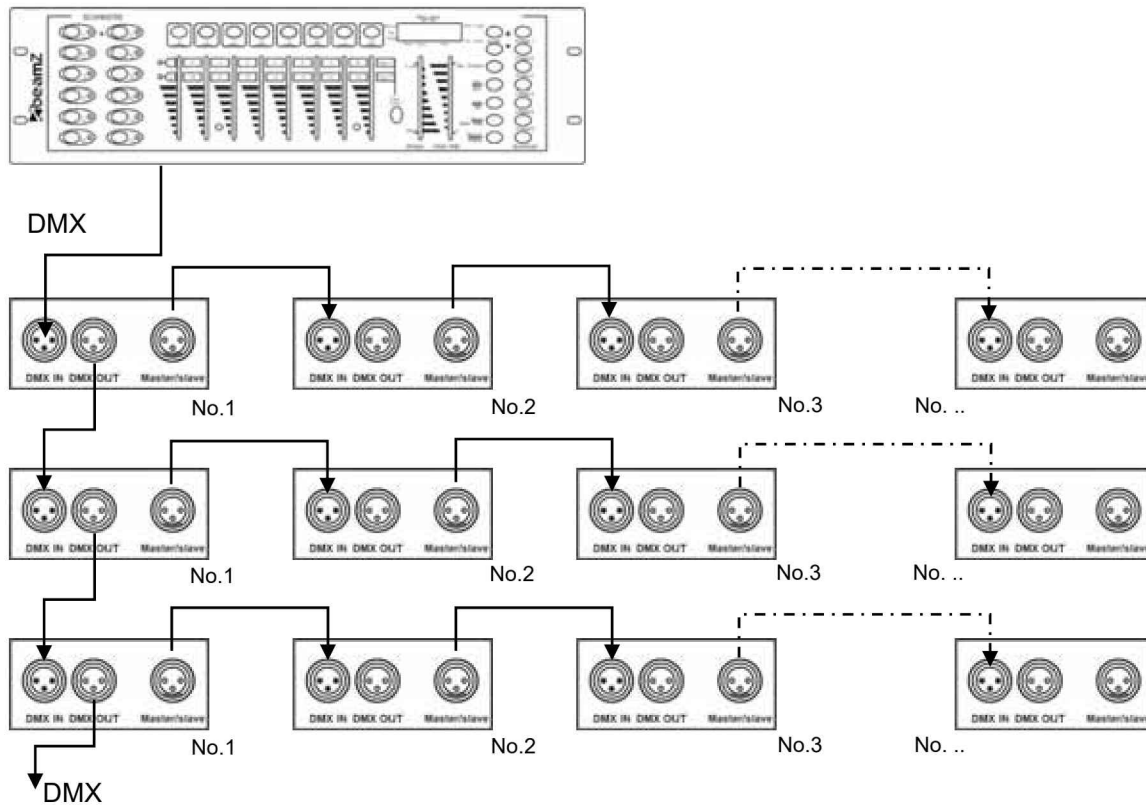 beamZ
DMX
DMX IN DMX OUT Master/slave
DMX IN DMX OUT Master/slave
DMX IN DMX OUT Master/slave
DMX IN DMX OUT Master/slave
No.1
No.2
No.3
No. ..
DMX IN DMX OUT Master/slave
DMX IN DMX OUT Master/slave
DMX IN DMX OUT Master/slave
DMX IN DMX OUT Master/slave
No.1
No.2
No.3
No. ..
DMX IN DMX OUT Master/slave
DMX IN DMX OUT Master/slave
DMX IN DMX OUT Master/slave
DMX IN DMX OUT Master/slave
No.1
No.2
No.3
No. ..
DMX